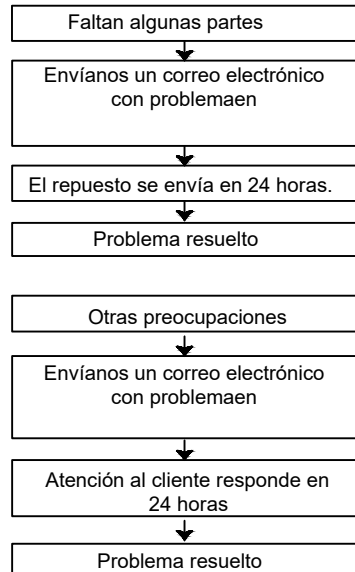 Faltan algunas partes
Envíanos un correo electrónico
con problemaen
El repuesto se envía en 24 horas.
Problema resuelto
Otras preocupaciones
Envíanos un correo electrónico
con problemaen
Atención al cliente responde en
24 horas
Problema resuelto